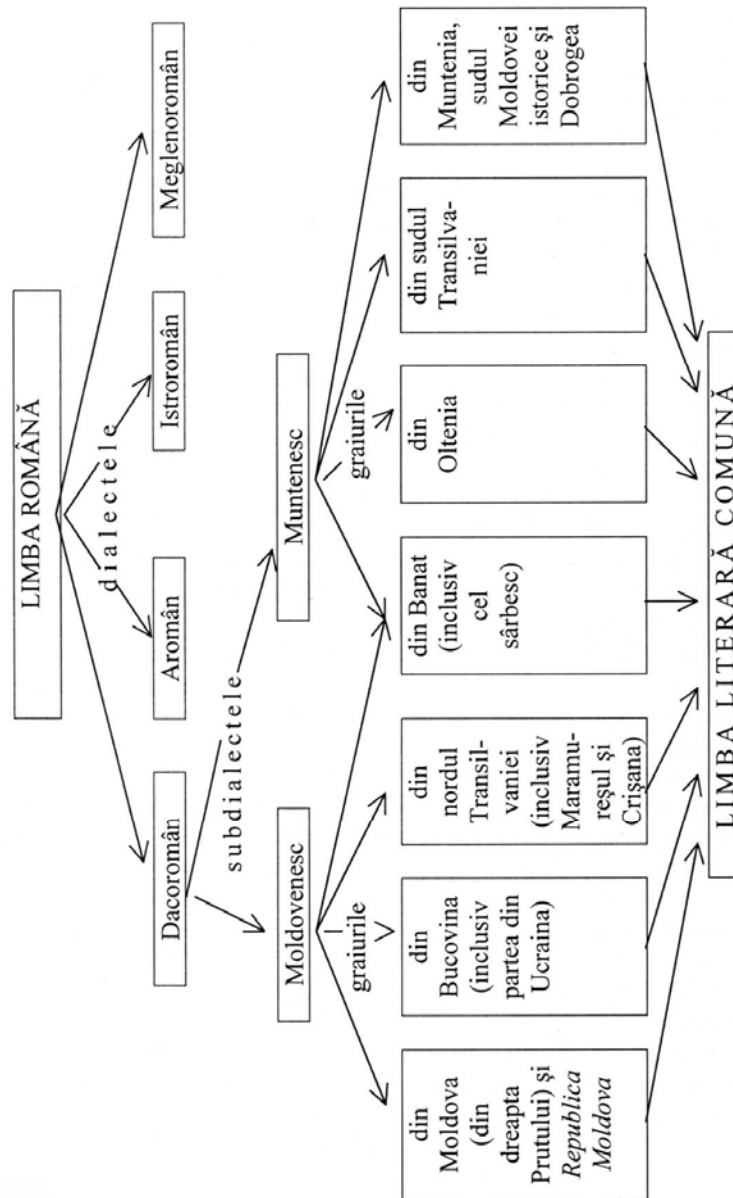 LIMBA ROMÂNĂ
dialectele
Dacoromân
Aromân
Istroromân
Meglenoromân
subdialectele
Moldovenesc
Muntenesc
graiurile
graiurile
din
Moldova
(din
dreapta
Prutului) şi
Republica
Moldova
din
Bucovina
(inclusiv
partea din
Ucraina)
din
nordul
Transil-
vaniei
(inclusiv
Maramu-
reşul şi
Crişana)
din Banat
(inclusiv
cel
sârbesc)
din
Oltenia
din sudul
Transilva-
niei
din
Muntenia,
sudul
Moldovei
istorice şi
Dobrogea
LIMBA LITERARĂ COMUNĂ